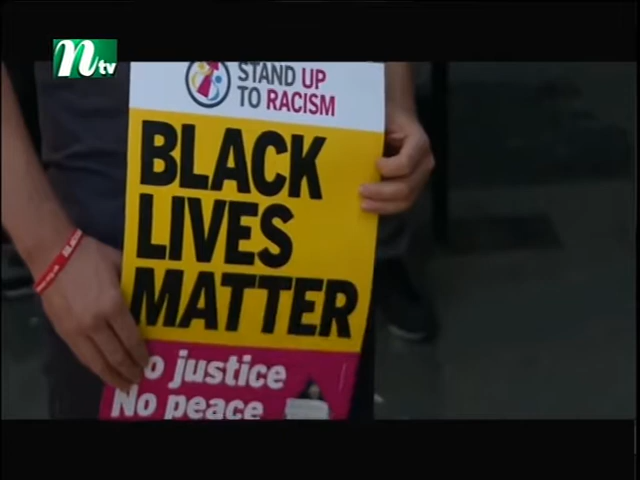 ntv
STAND UP
TO RACISM
BLACK
LIVES
MATTER
o justice
No peace